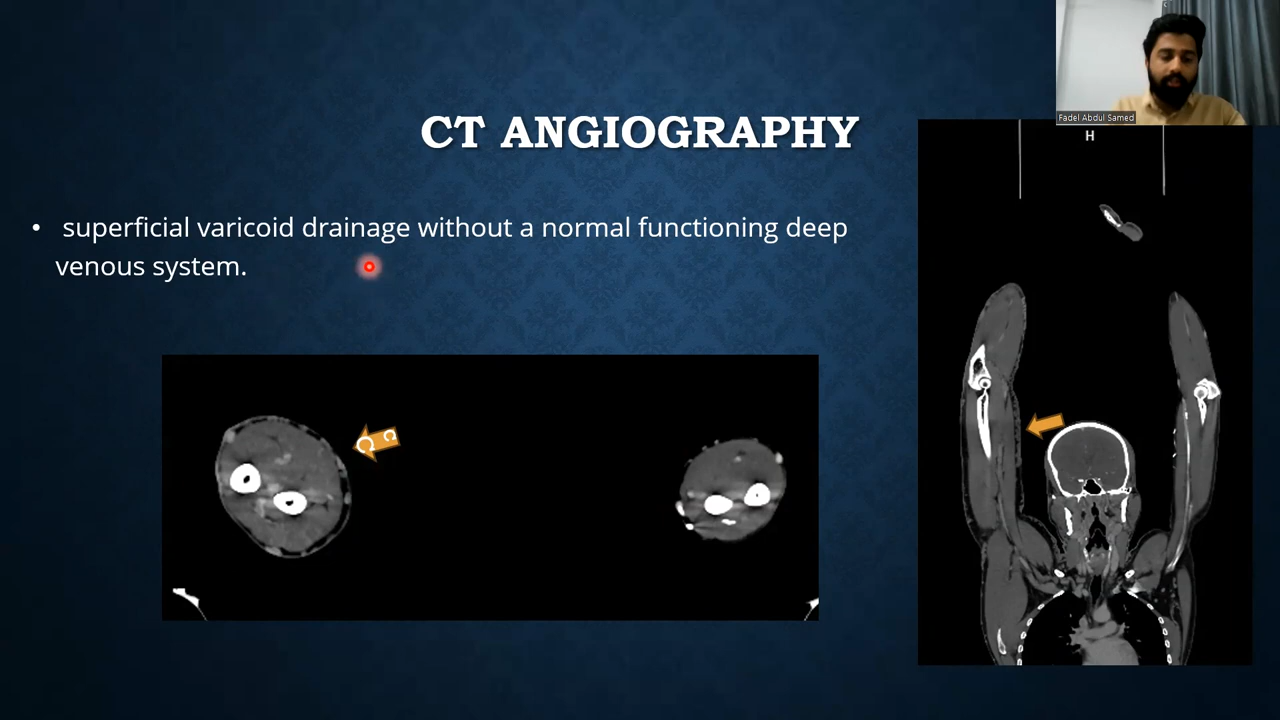 Fadel Abdul Samed
CT ANGIOGRAPHY
H
• superficial varicoid drainage without a normal functioning deep
venous system.